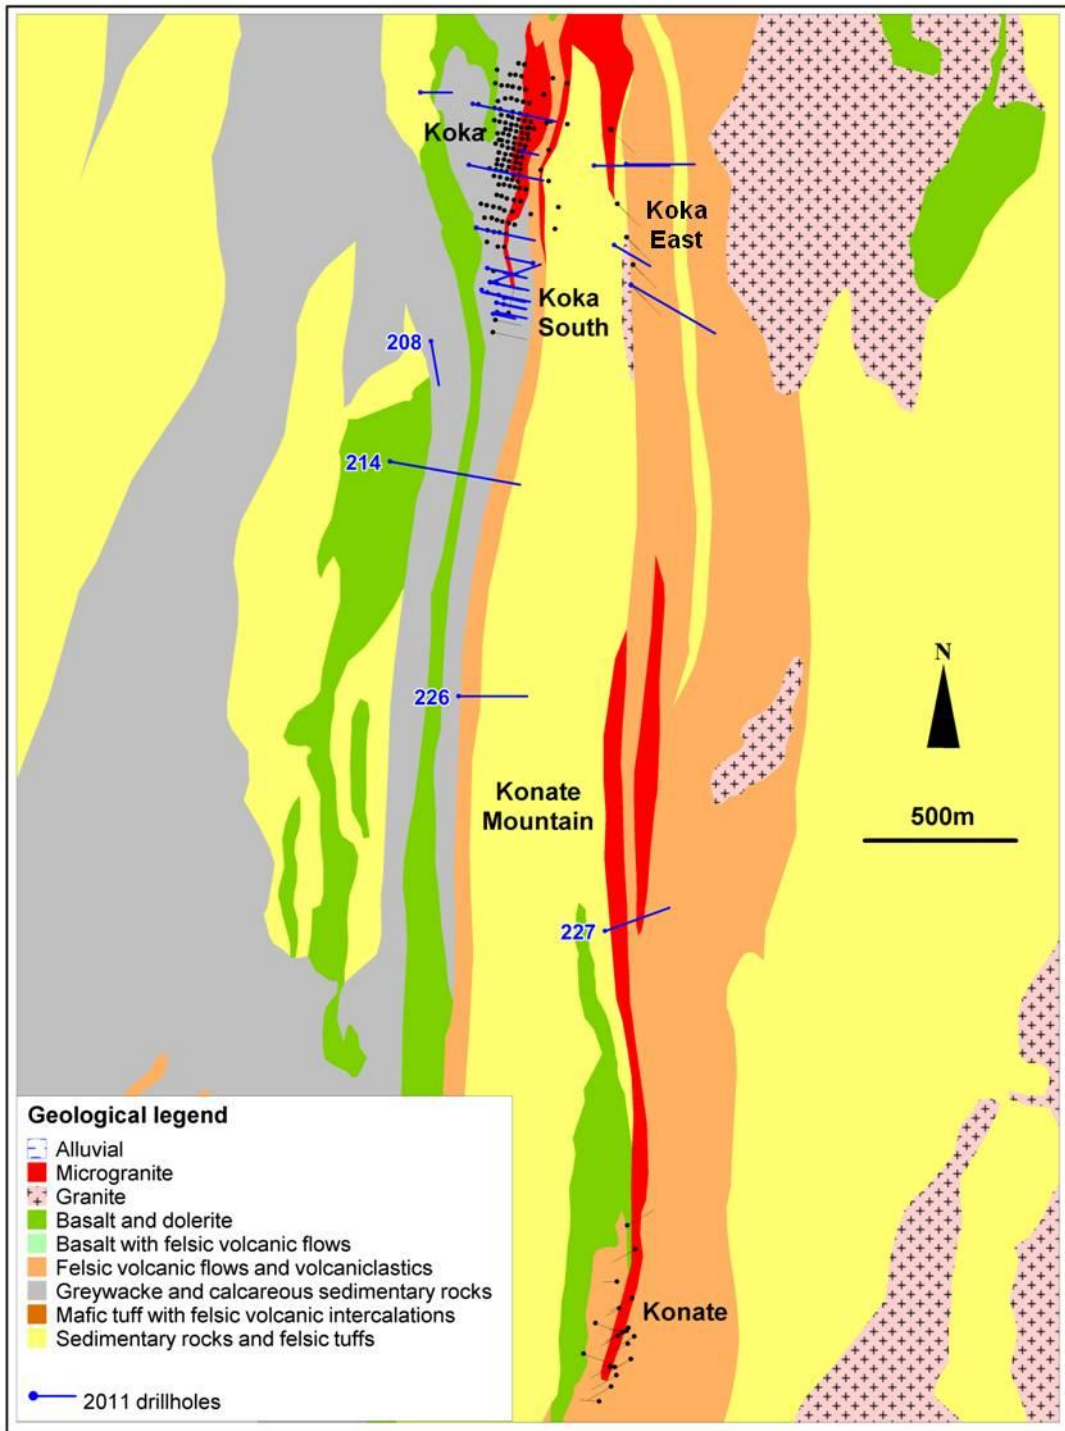 Koka
Koka
East
Koka
South
208
214
N
226
500m
Konate
Mountain
227
Geological legend
Alluvial
Microgranite
Granite
Basalt and dolerite
Basalt with felsic volcanic flows
Felsic volcanic flows and volcaniclastics
Greywacke and calcareous sedimentary rocks
Mafic tuff with felsic volcanic intercalations
Sedimentary rocks and felsic tuffs
2011 drillholes
Konate